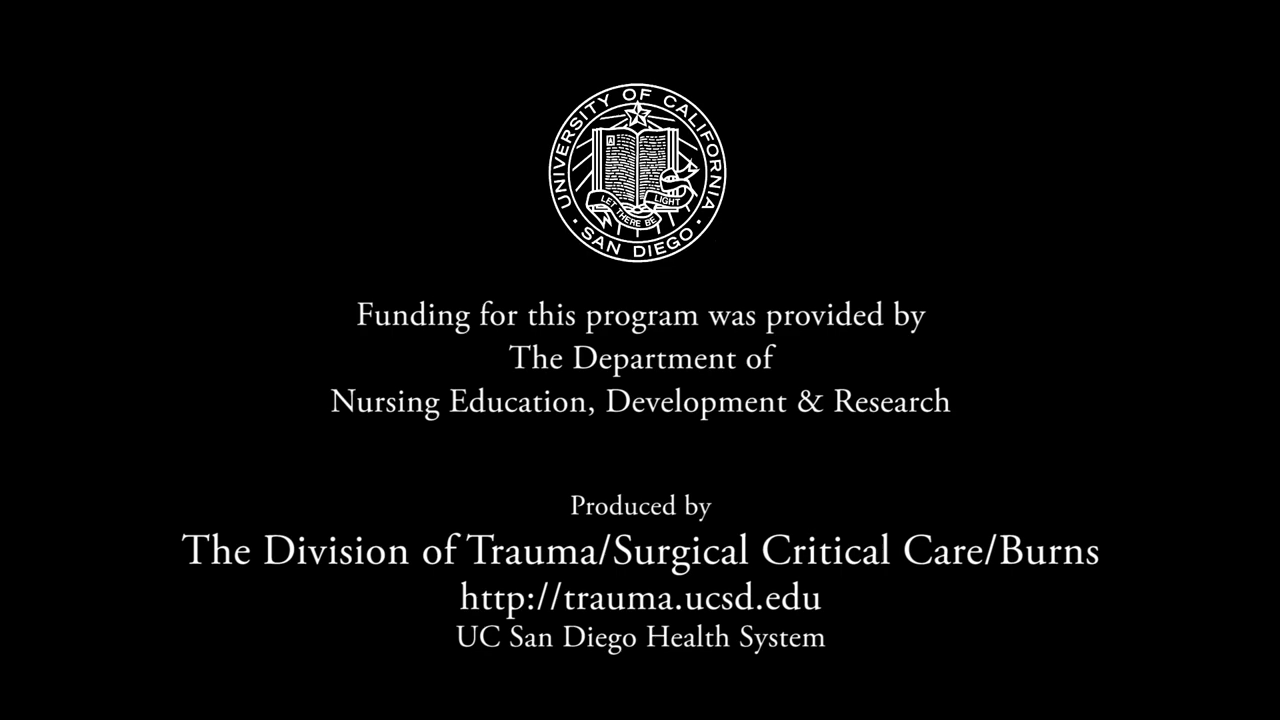 UNIVERSITY OF CALIFORNIA
SAN DIEGO
A
LET THERE BE LIGHT
Funding for this program was provided by
The Department of
Nursing Education, Development & Research
Produced by
The Division of Trauma/Surgical Critical Care/Burns
http://trauma.ucsd.edu
UC San Diego Health System